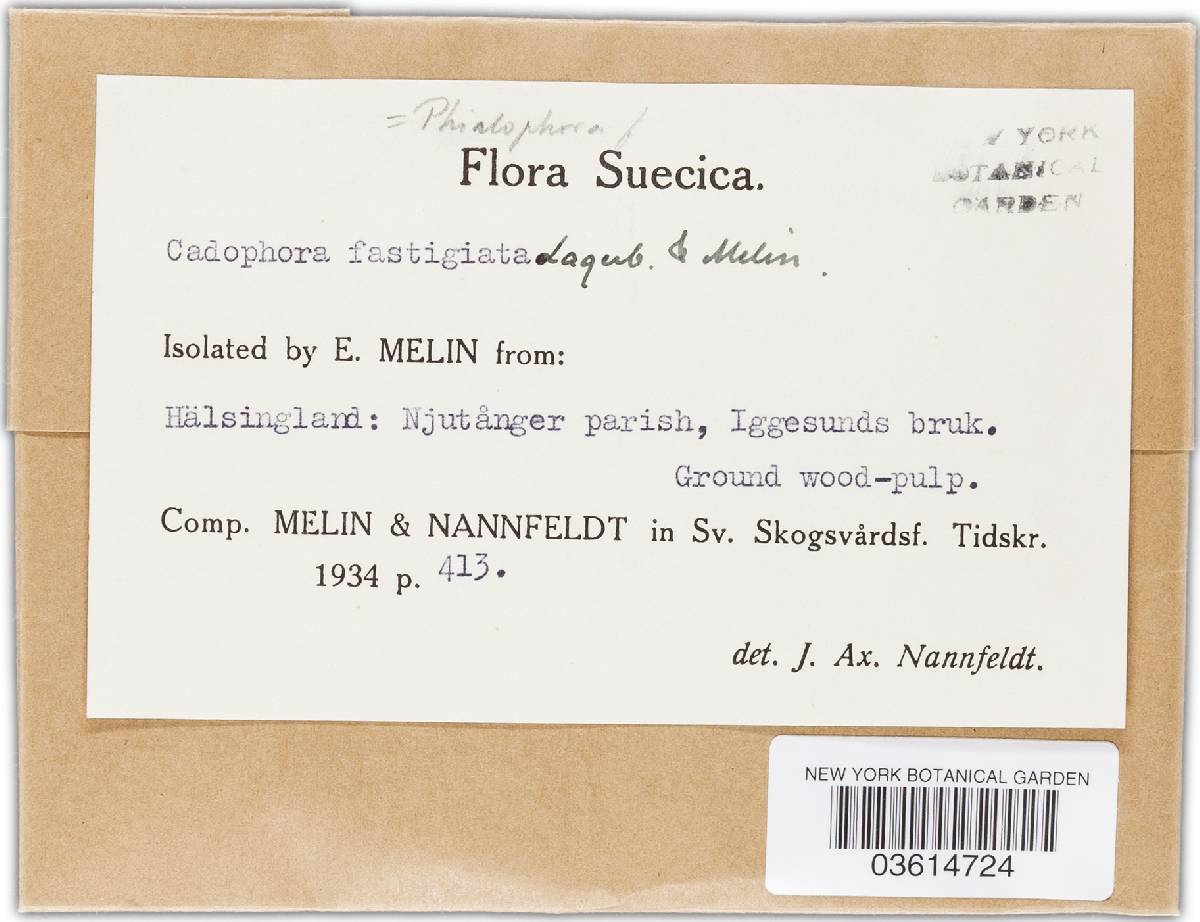 = Phialophora f
Flora Suecica.
YORK
BOTANICAL
GARDEN
Cadophora fastigiata Lagerb. & Melin.
Isolated by E. MELIN from:
Hälsingland: Njutånger parish, Iggesunds bruk.
Ground wood-pulp.
Comp. MELIN & NANNFELDT in Sv. Skogsvårdsf. Tidskr.
1934 p. 413.
det. J. Ax. Nannfeldt.
NEW YORK BOTANICAL GARDEN
03614724